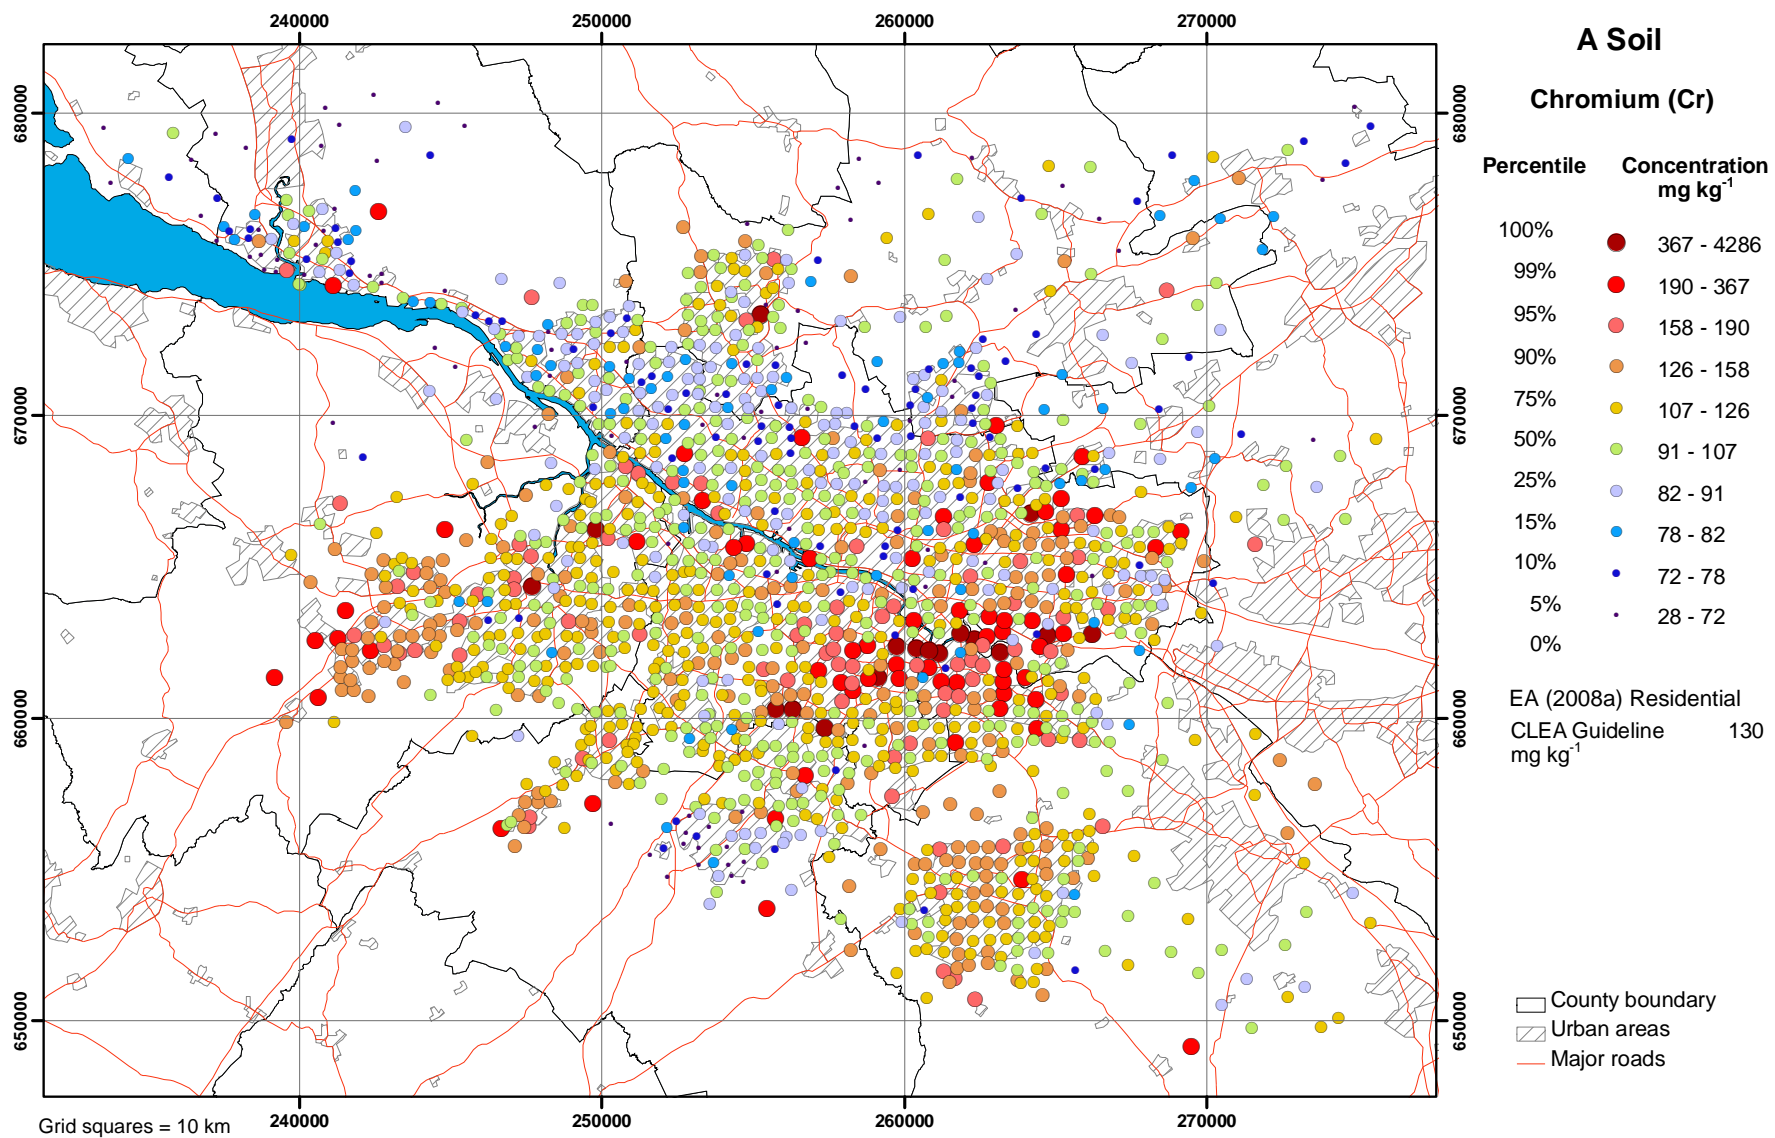 240000
250000
260000
270000
680000
670000
660000
650000
680000
670000
660000
650000
240000
250000
260000
270000
Grid squares = 10 km
A Soil
Chromium (Cr)
Percentile Concentration
mg kg-1
100%
367 - 4286
99%
190 - 367
95%
158 - 190
90%
126 - 158
75%
107 - 126
50%
91 - 107
25%
82 - 91
15%
78 - 82
10%
72 - 78
5%
28 - 72
0%
EA (2008a) Residential
CLEA Guideline 130
mg kg-1
County boundary
Urban areas
Major roads